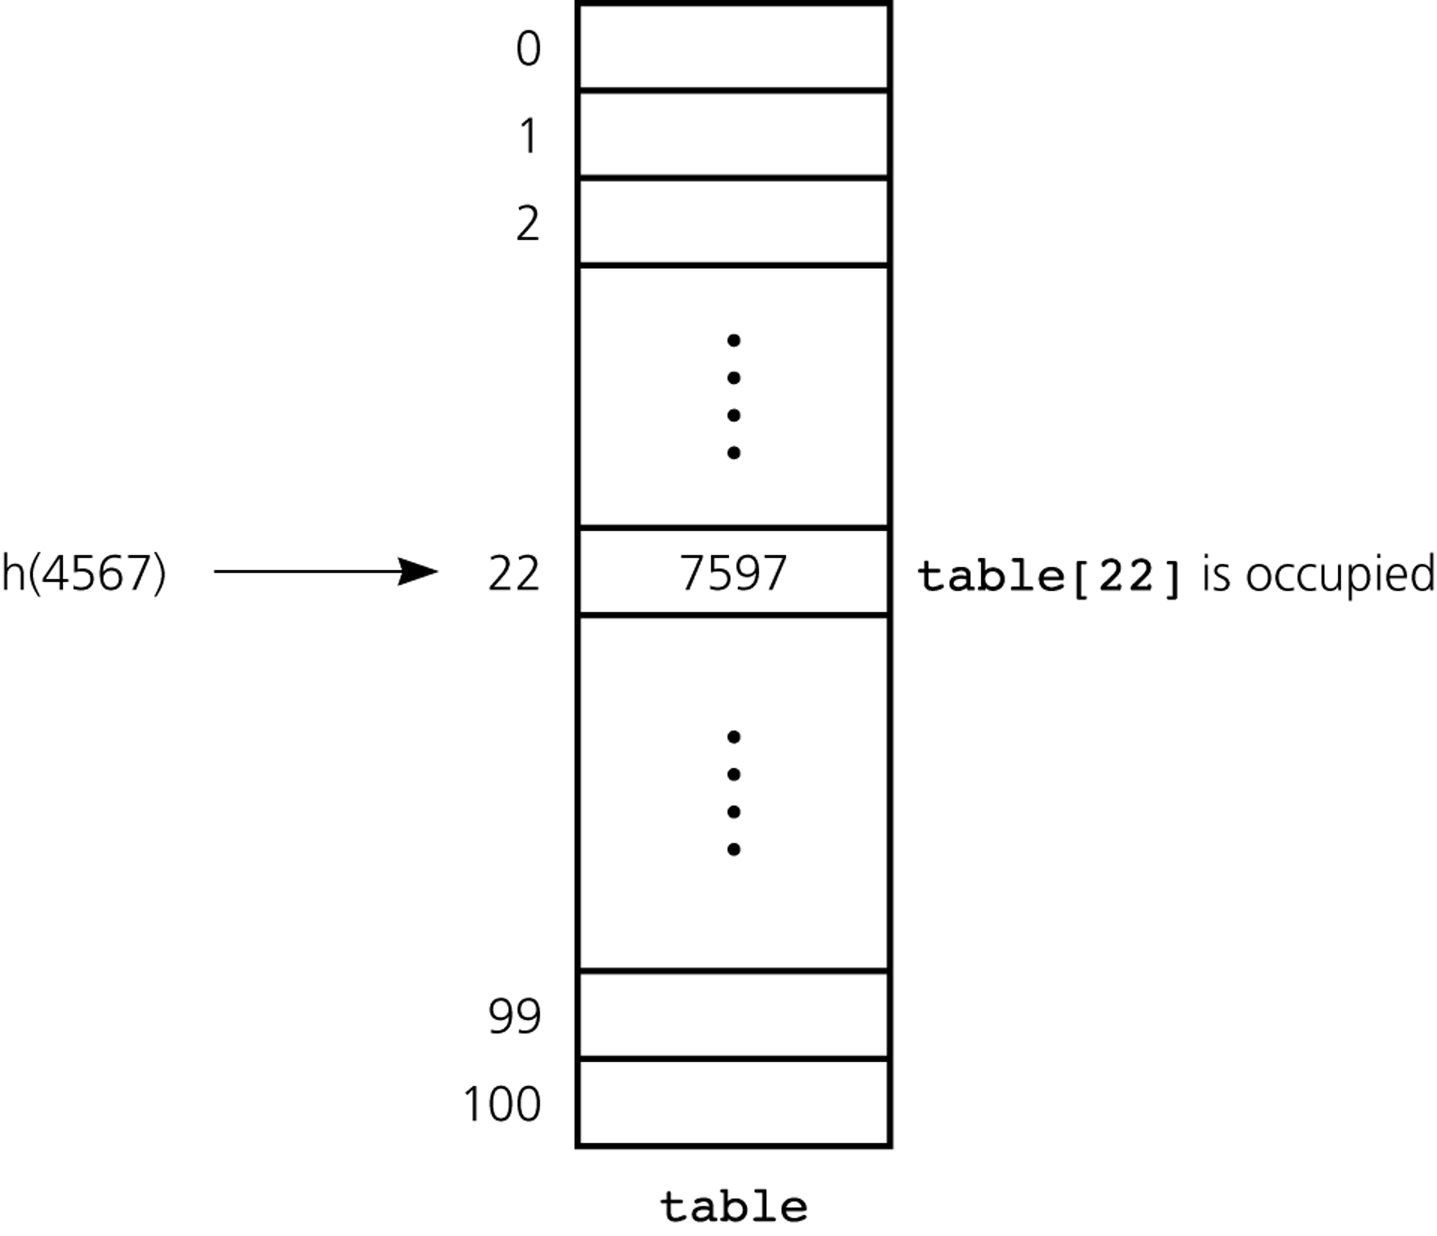 0
1
2
h(4567) 22 7597 table[22] is occupied
99
100
table